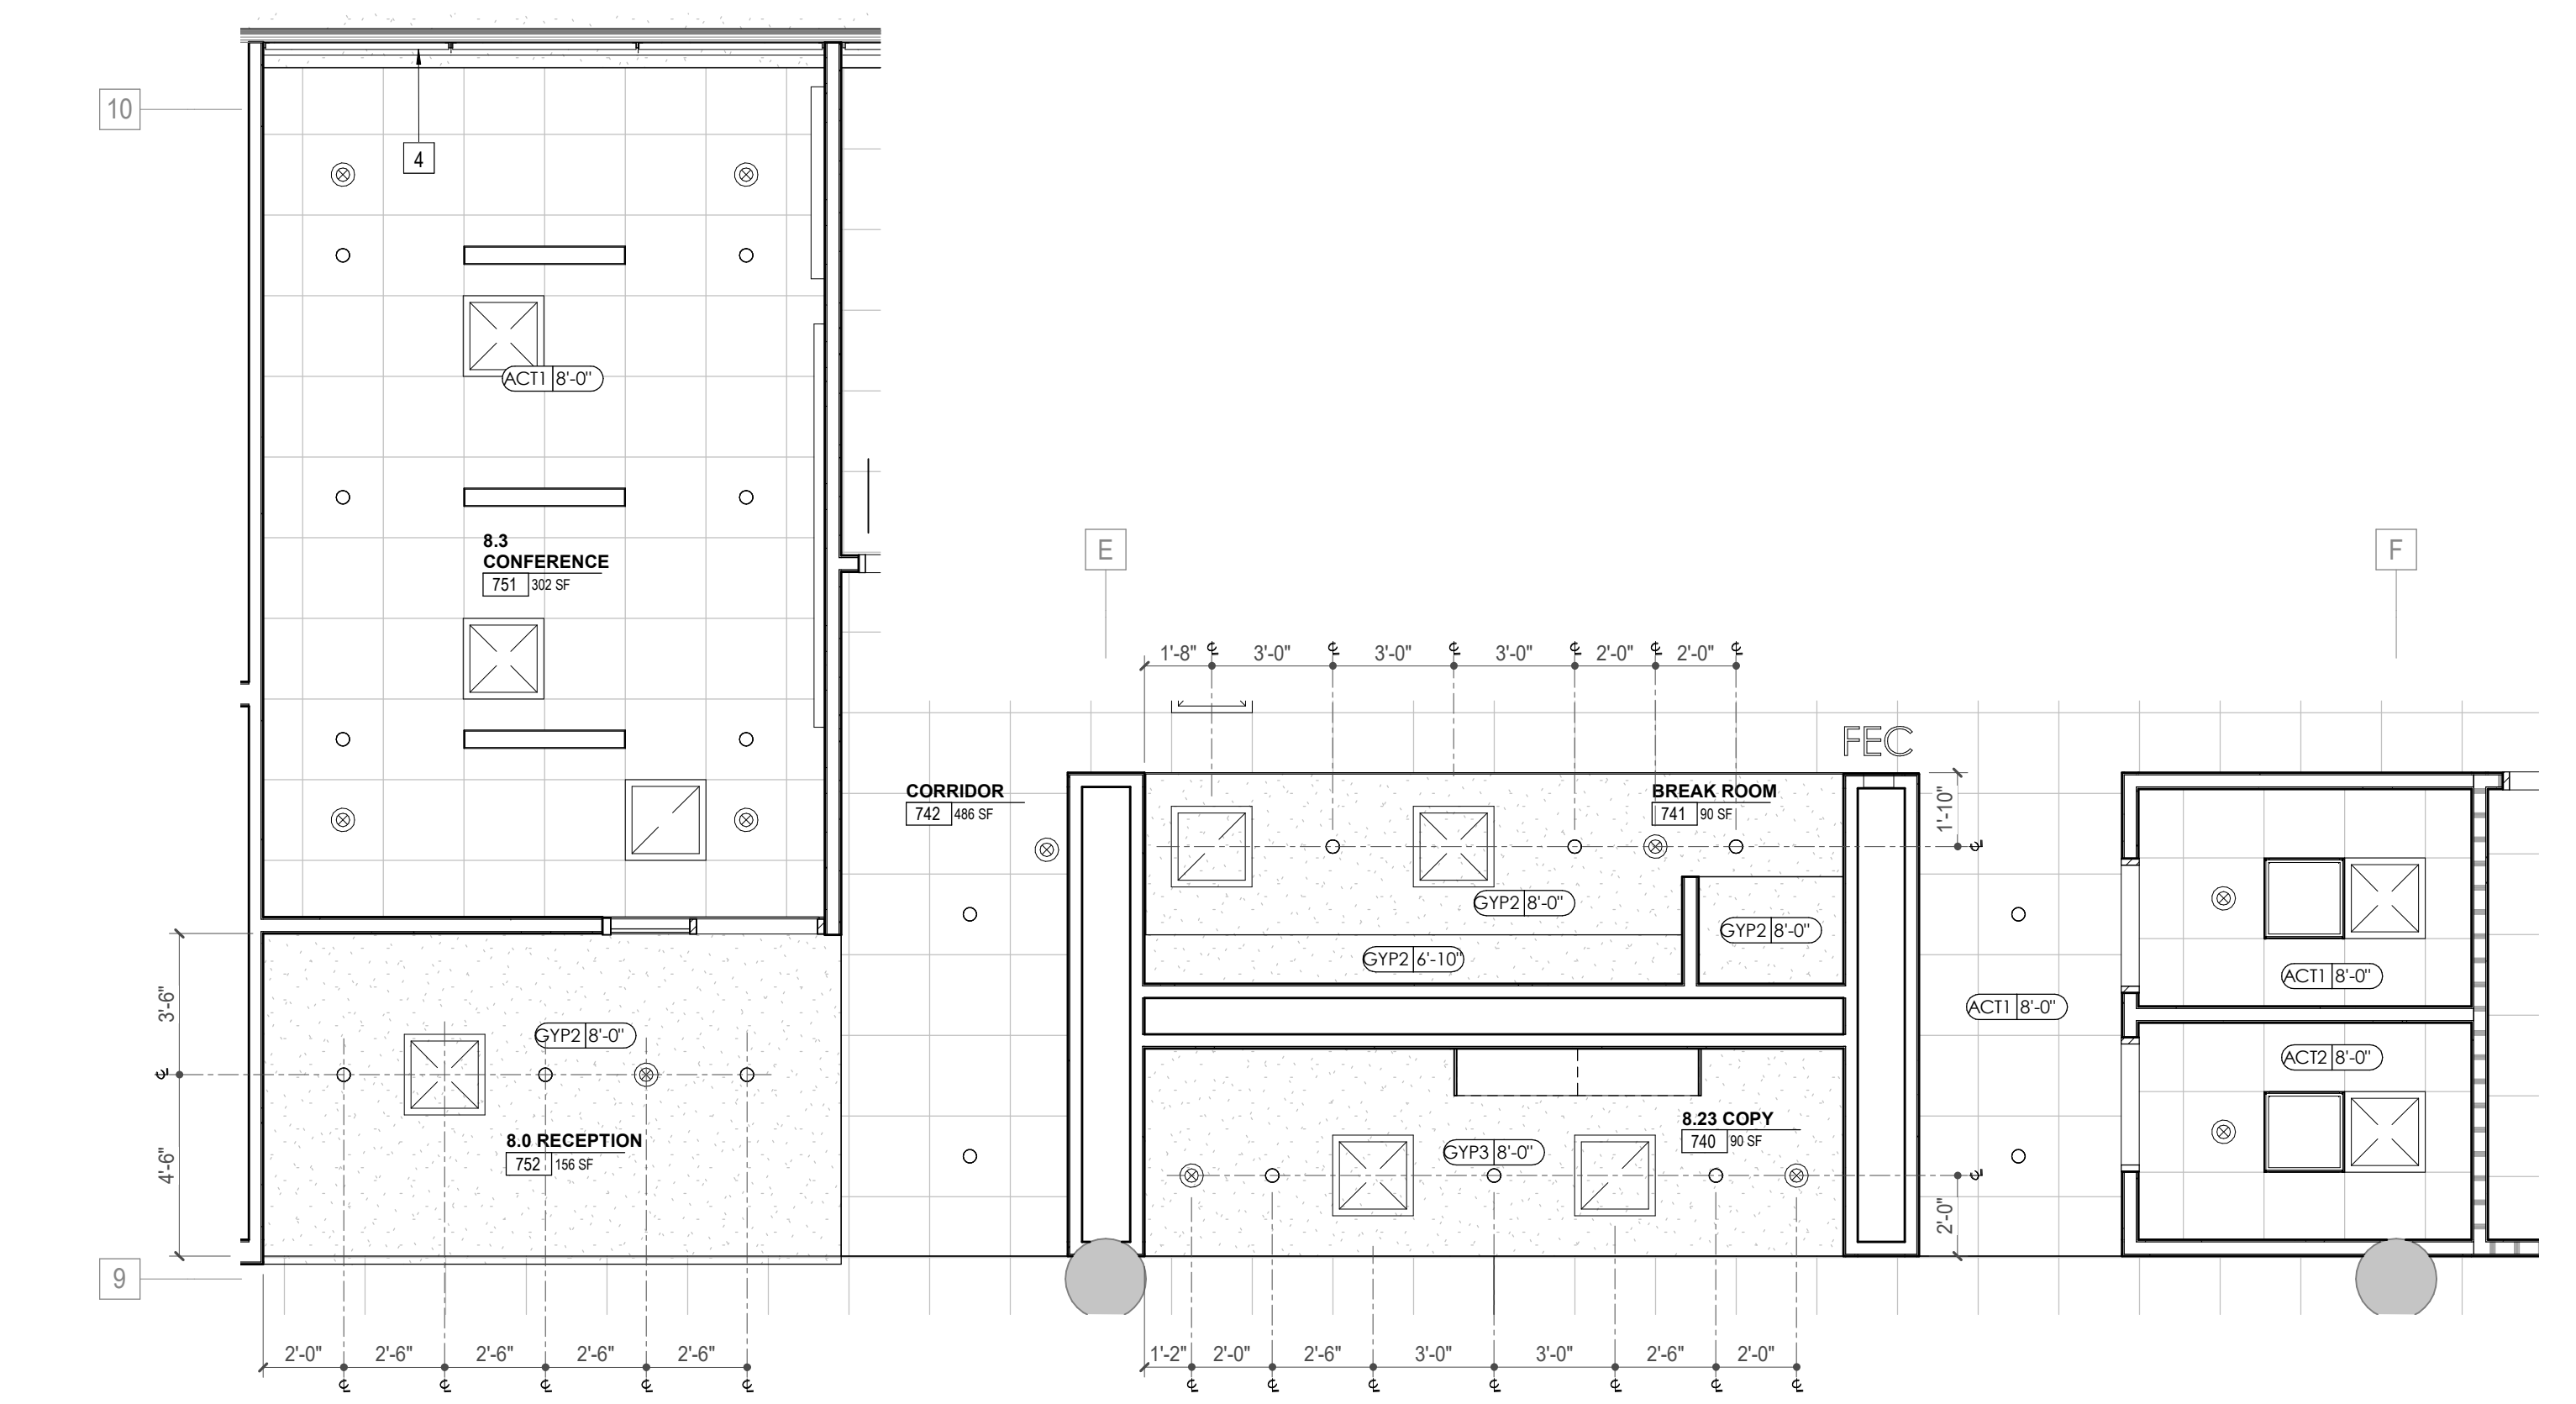 10
4
ACT1 8'-0"
8.3
CONFERENCE
751 302 SF
E
F
1'-8" ℄ 3'-0" ℄ 3'-0" ℄ 3'-0" ℄ 2'-0" ℄ 2'-0" ℄
FEC
CORRIDOR
742 486 SF
BREAK ROOM
741 90 SF
1'-10"
℄
GYP2 8'-0"
GYP2 8'-0"
GYP2 6'-10"
ACT1 8'-0"
ACT1 8'-0"
ACT2 8'-0"
3'-6"
GYP2 8'-0"
℄
8.0 RECEPTION
752 156 SF
4'-6"
8.23 COPY
740 90 SF
GYP3 8'-0"
℄
2'-0"
9
2'-0" 2'-6" 2'-6" 2'-6" 2'-6"
℄ ℄ ℄ ℄ ℄
1'-2" 2'-0" 2'-6" 3'-0" 3'-0" 2'-6" 2'-0"
℄ ℄ ℄ ℄ ℄ ℄ ℄